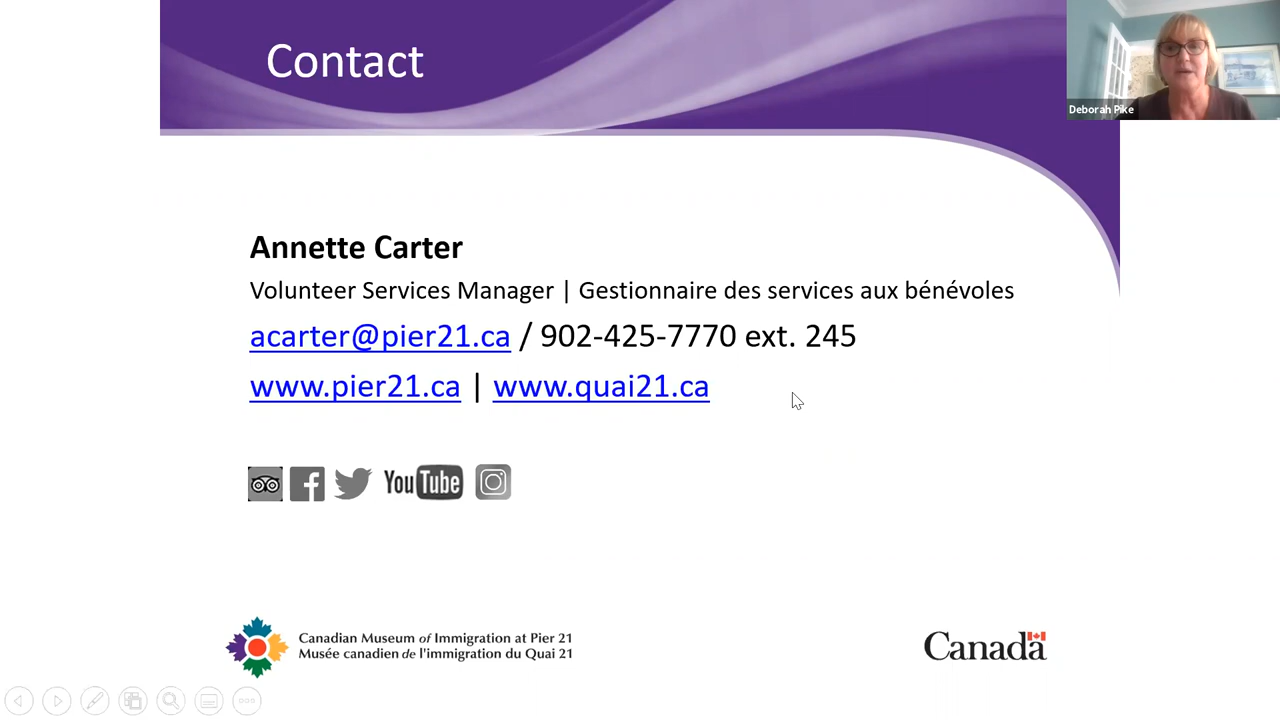 Contact
Deborah Pike
Annette Carter
Volunteer Services Manager | Gestionnaire des services aux bénévoles
acarter@pier21.ca / 902-425-7770 ext. 245
www.pier21.ca | www.quai21.ca
You Tube
Canadian Museum of Immigration at Pier 21
Musée canadien de l'immigration du Quai 21
Canada